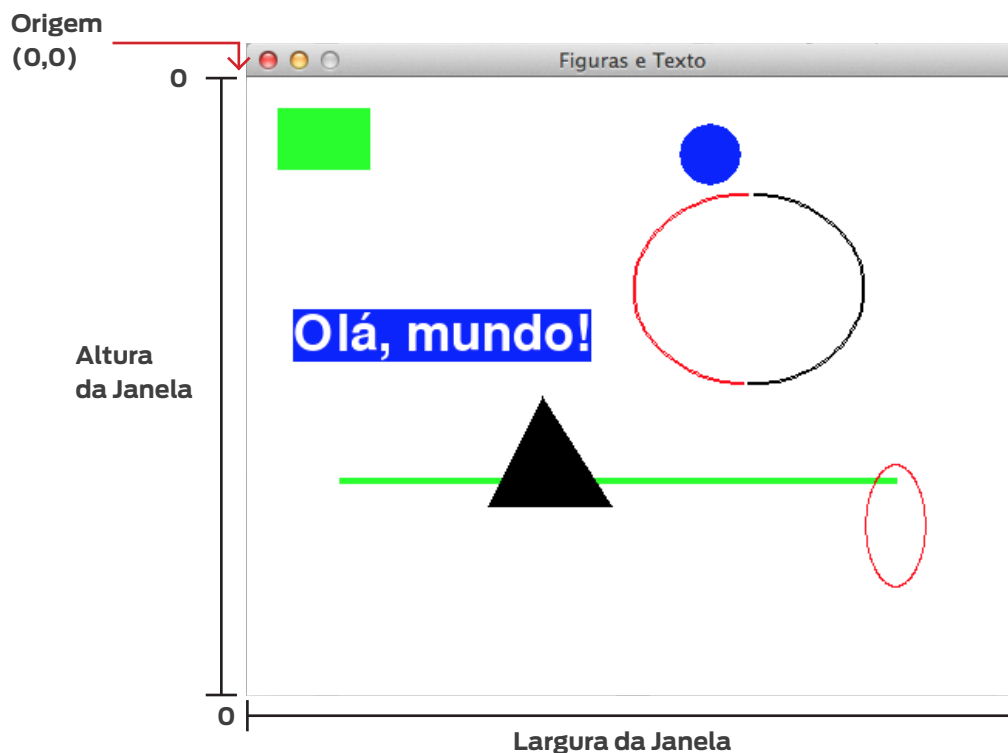 Origem
(0,0)
0
Figuras e Texto
Olá, mundo!
Altura
da Janela
0
Largura da Janela